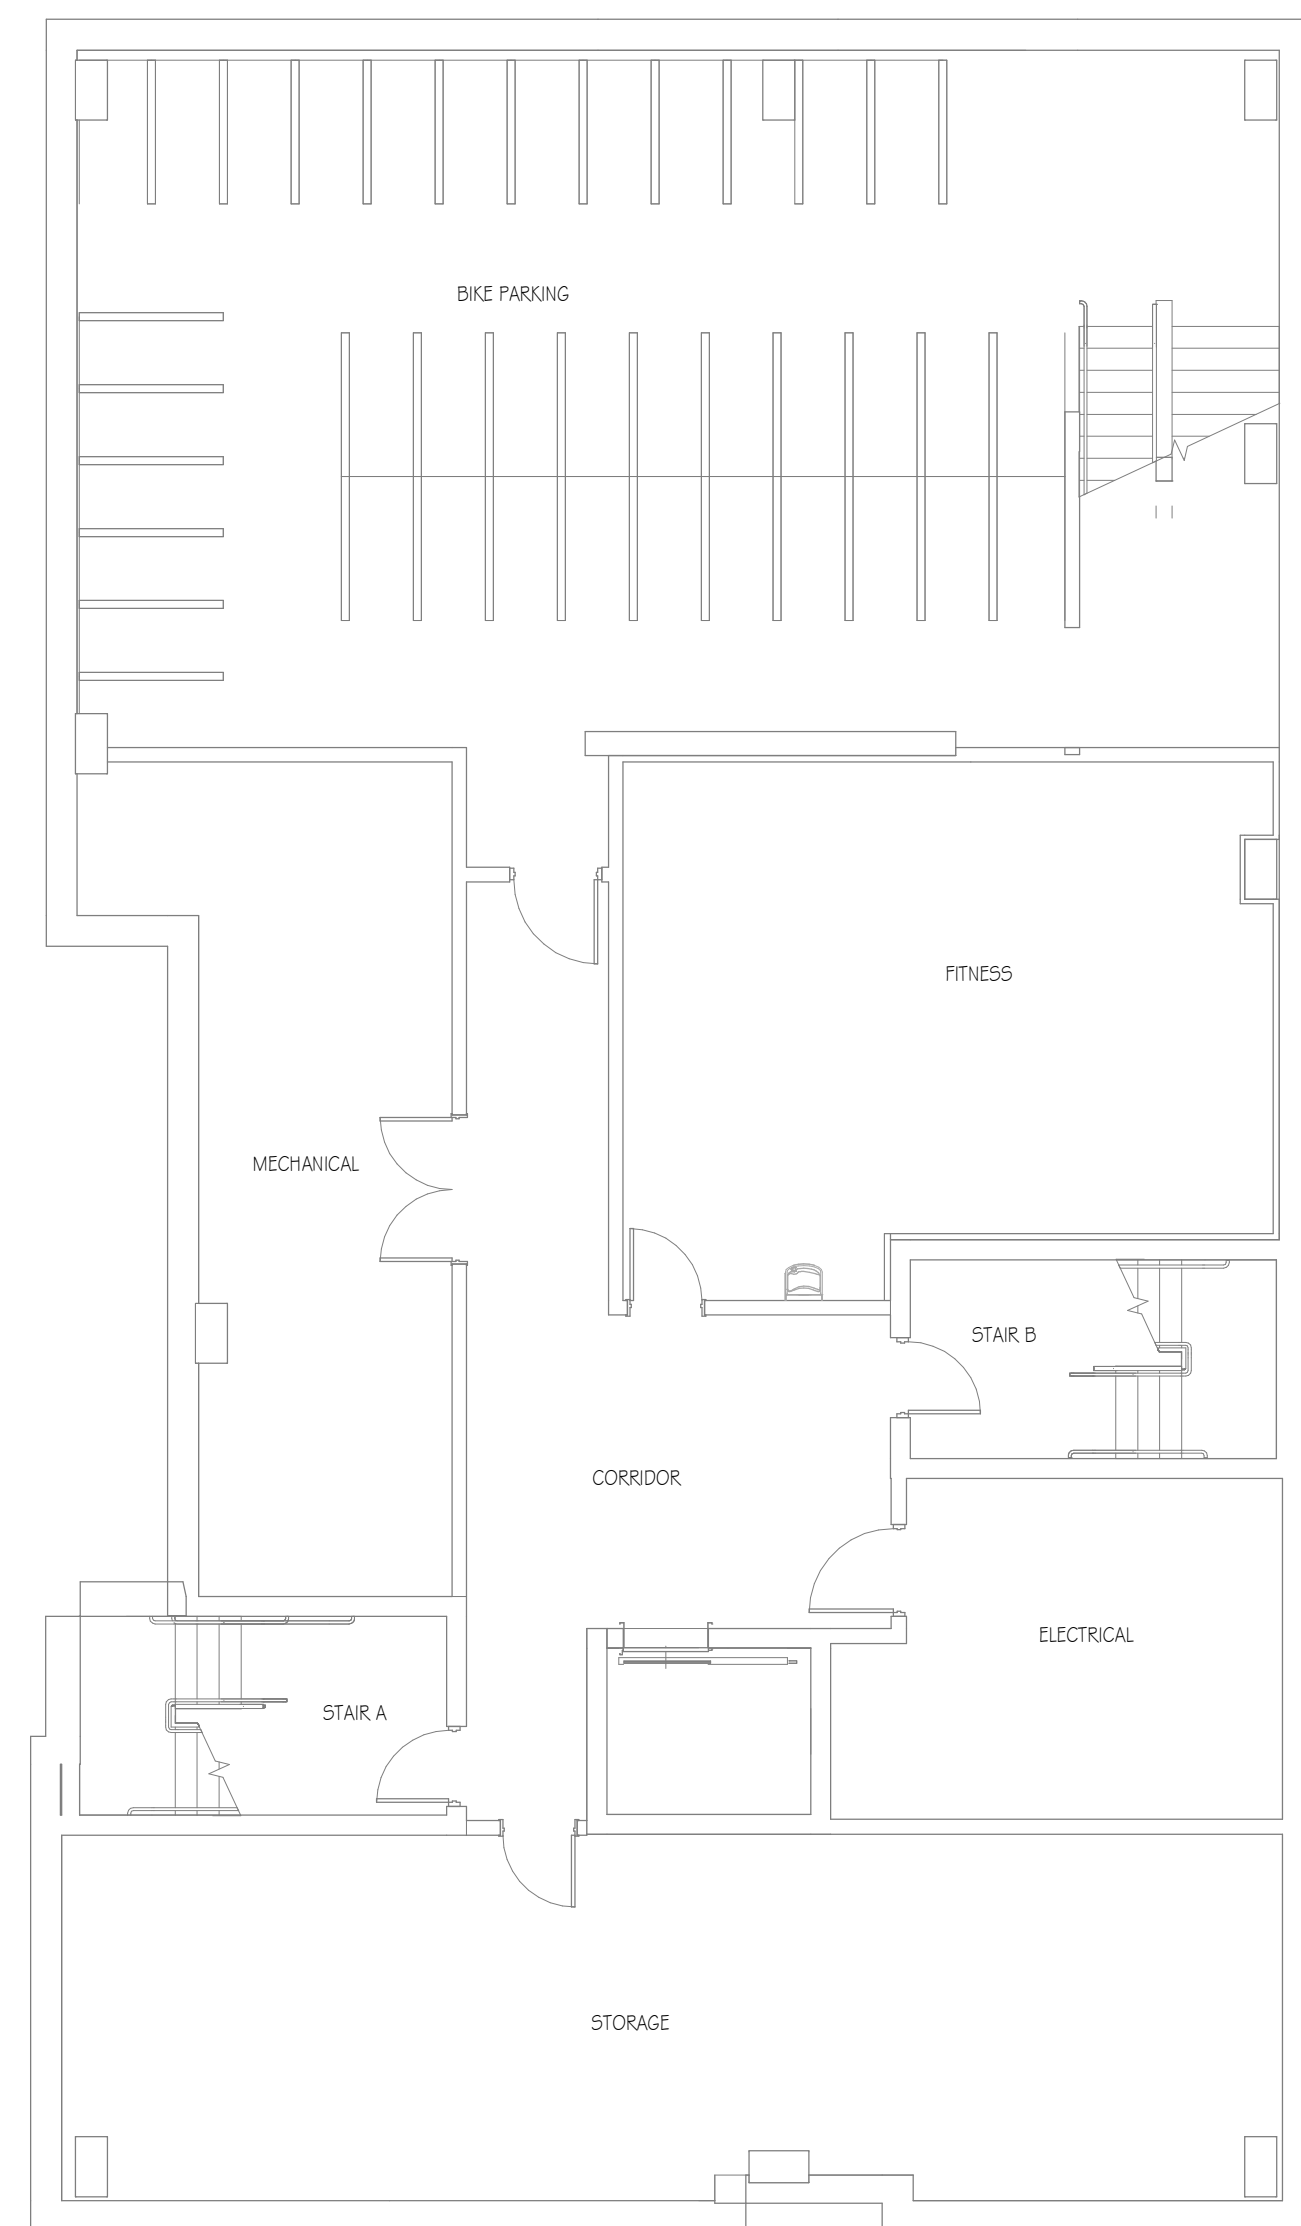 BIKE PARKING
FITNESS
MECHANICAL
STAIR B
CORRIDOR
ELECTRICAL
STAIR A
STORAGE